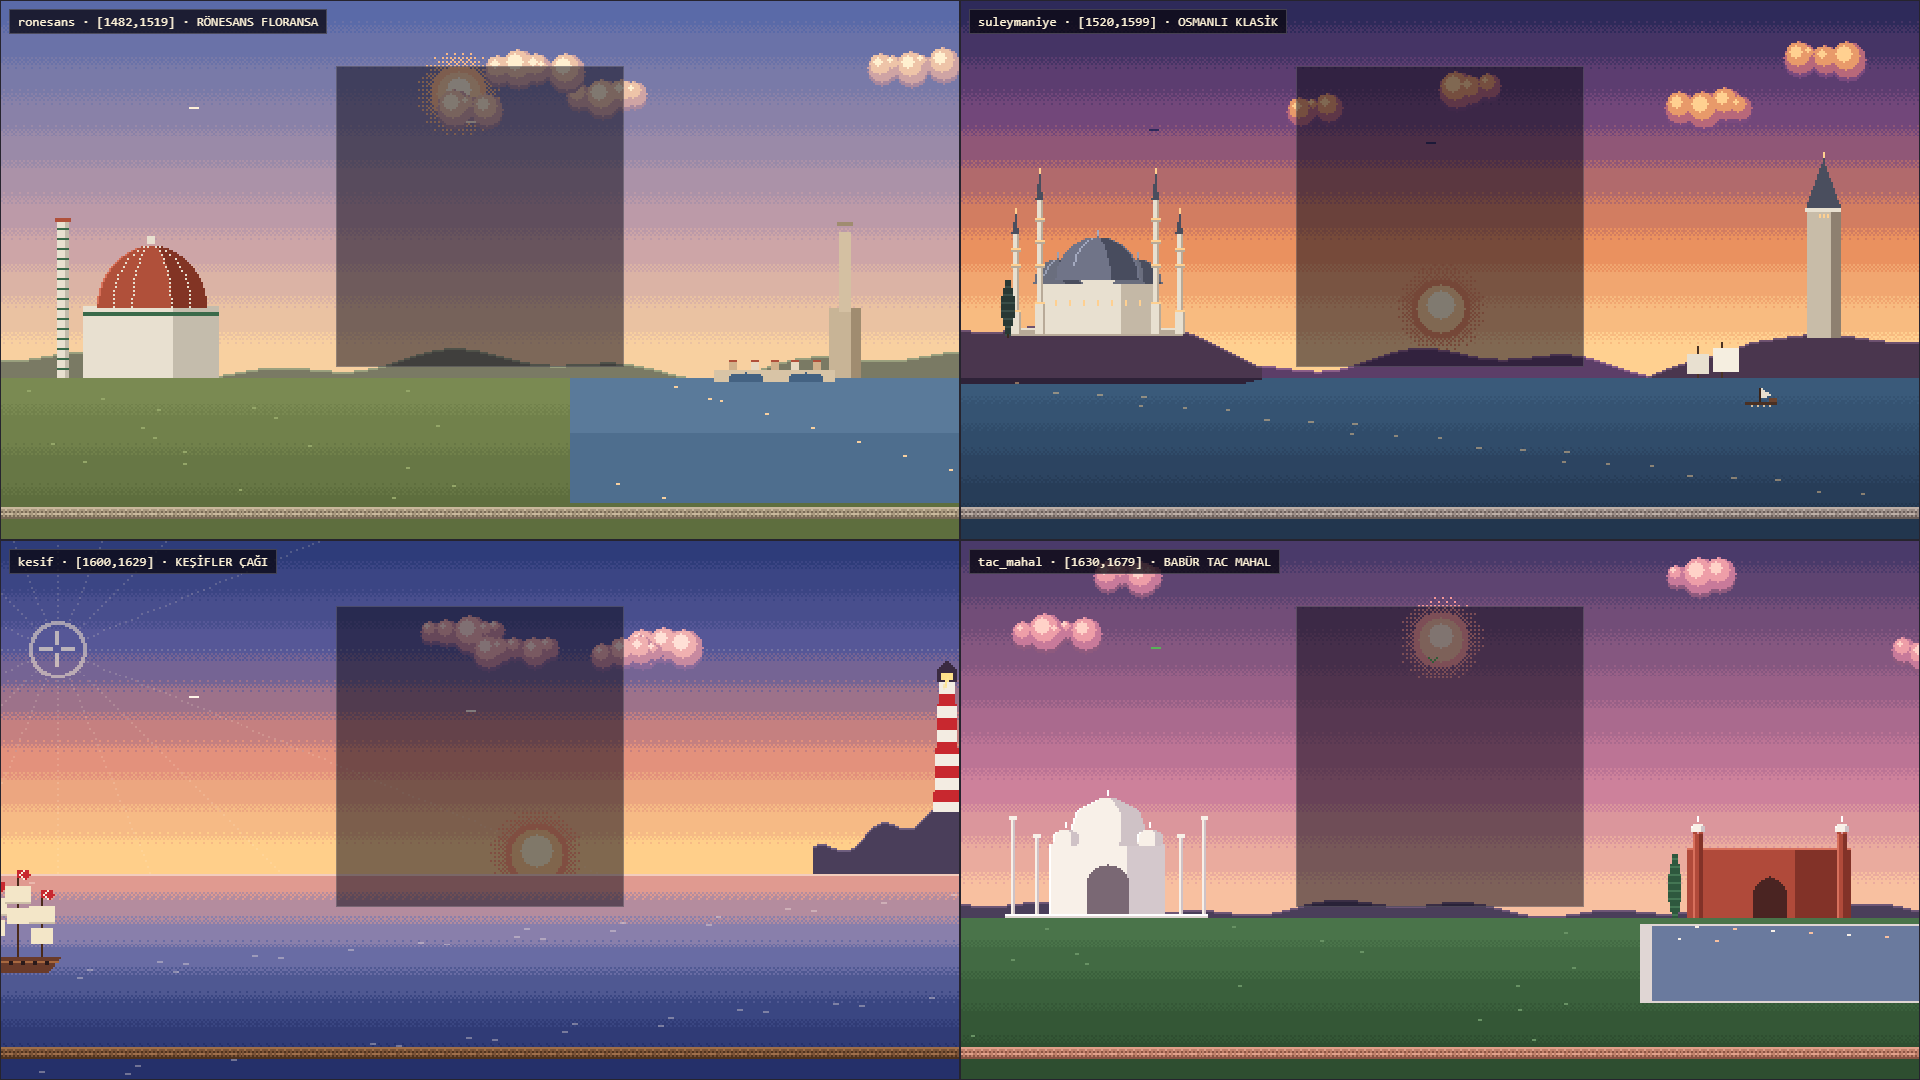 ronesans · [1482,1519] · RÖNESANS FLORANSA
suleymaniye · [1520,1599] · OSMANLI KLASİK
kesif · [1600,1629] · KEŞİFLER ÇAĞI
tac_mahal · [1630,1679] · BABÜR TAC MAHAL